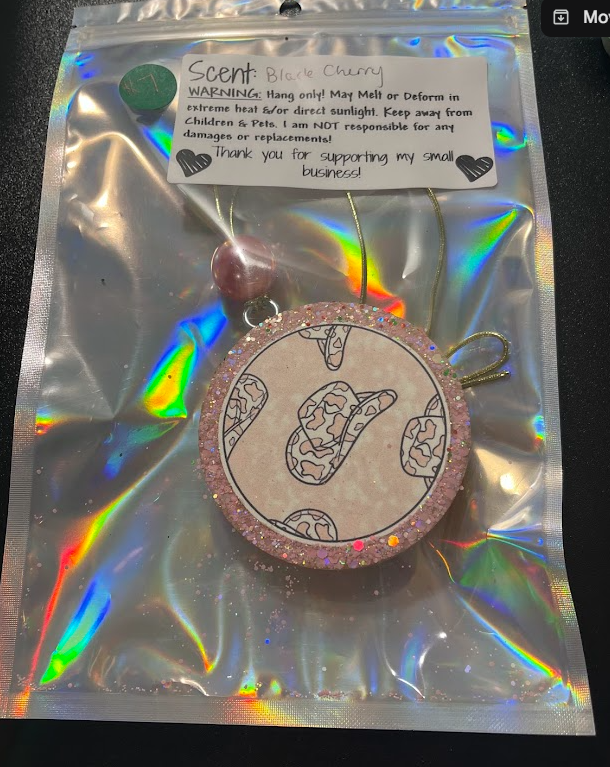 Mov
Scent: Black Cherry
WARNING: Hang only! May Melt or Deform in
extreme heat &/or direct sunlight. Keep away from
Children & Pets. I am NOT responsible for any
damages or replacements!
Thank you for supporting my small
business!